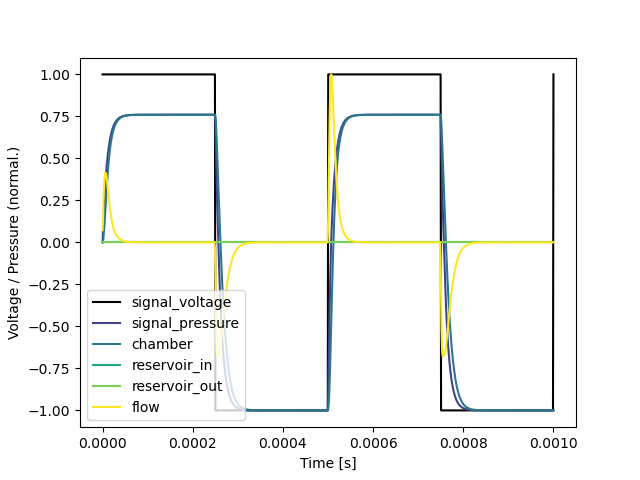 1.00
0.75
0.50
0.25
0.00
−0.25
−0.50
−0.75
−1.00
Voltage / Pressure (normal.)
signal_voltage
signal_pressure
chamber
reservoir_in
reservoir_out
flow
0.0000 0.0002 0.0004 0.0006 0.0008 0.0010
Time [s]